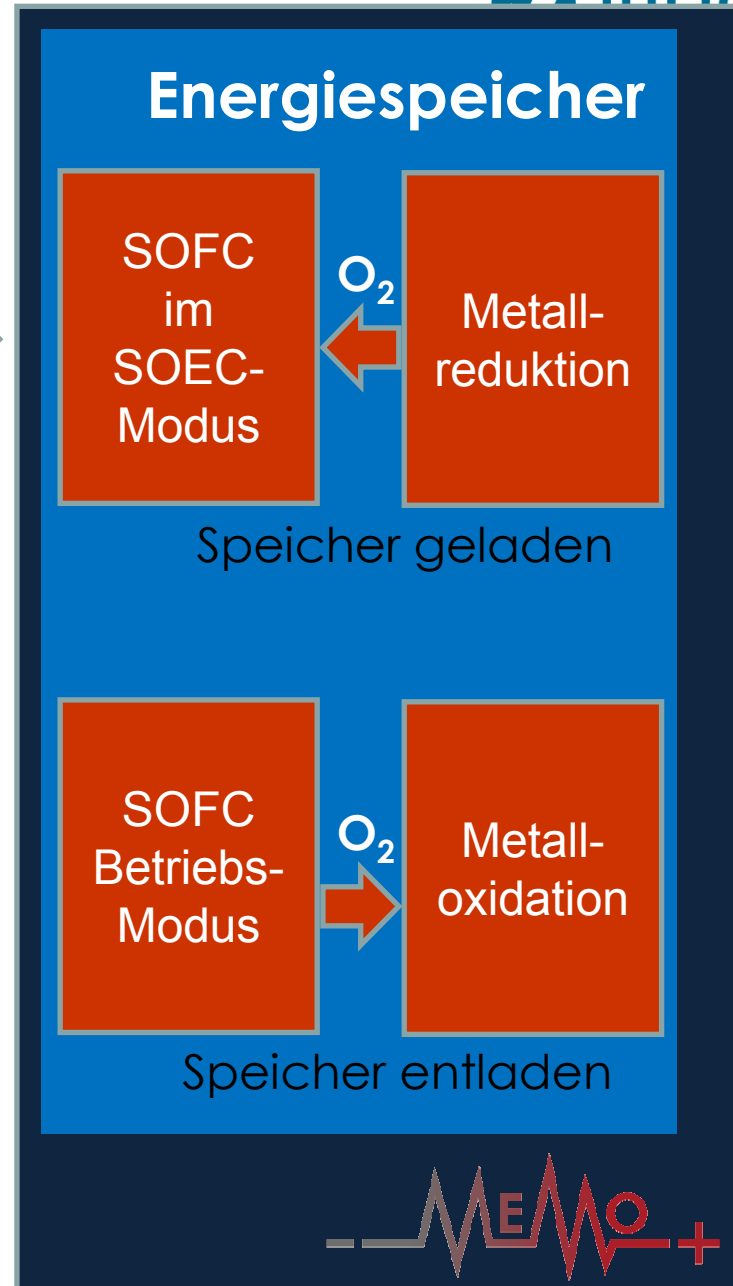 Energiespeicher
SOFC
im
SOEC-
Modus
O₂
Metall-
reduktion
Speicher geladen
SOFC
Betriebs-
Modus
O₂
Metall-
oxidation
Speicher entladen
MEMO+